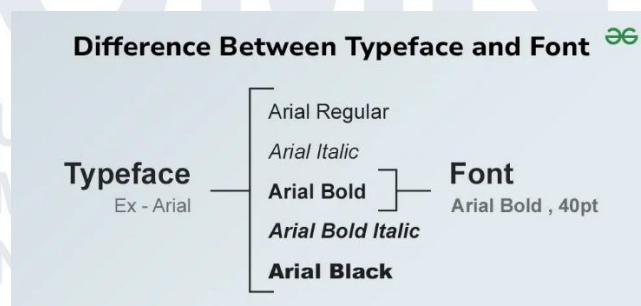 Difference Between Typeface and Font
Typeface
Ex - Arial
Arial Regular
Arial Italic
Arial Bold
Arial Bold Italic
Arial Black
Font
Arial Bold , 40pt